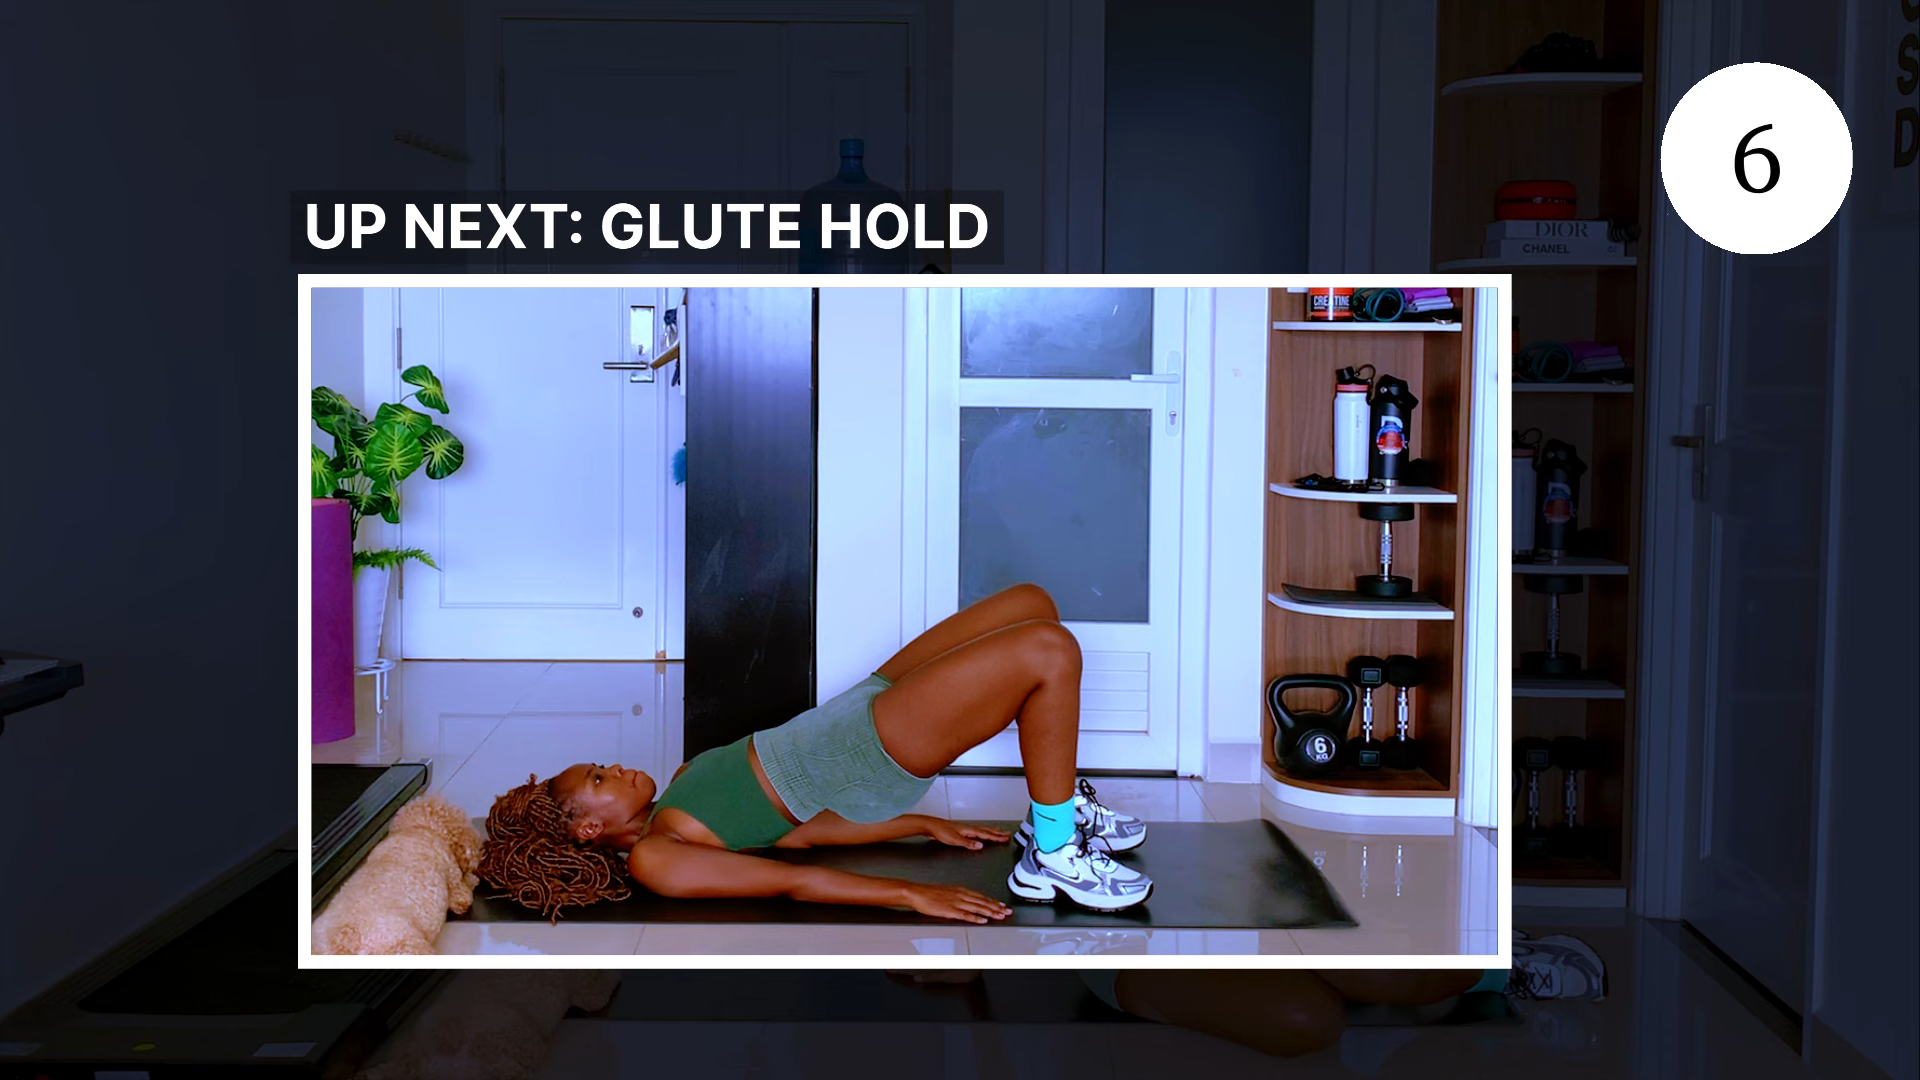 UP NEXT: GLUTE HOLD
6
DIOR
CHANEL
CREATINE
6
KG